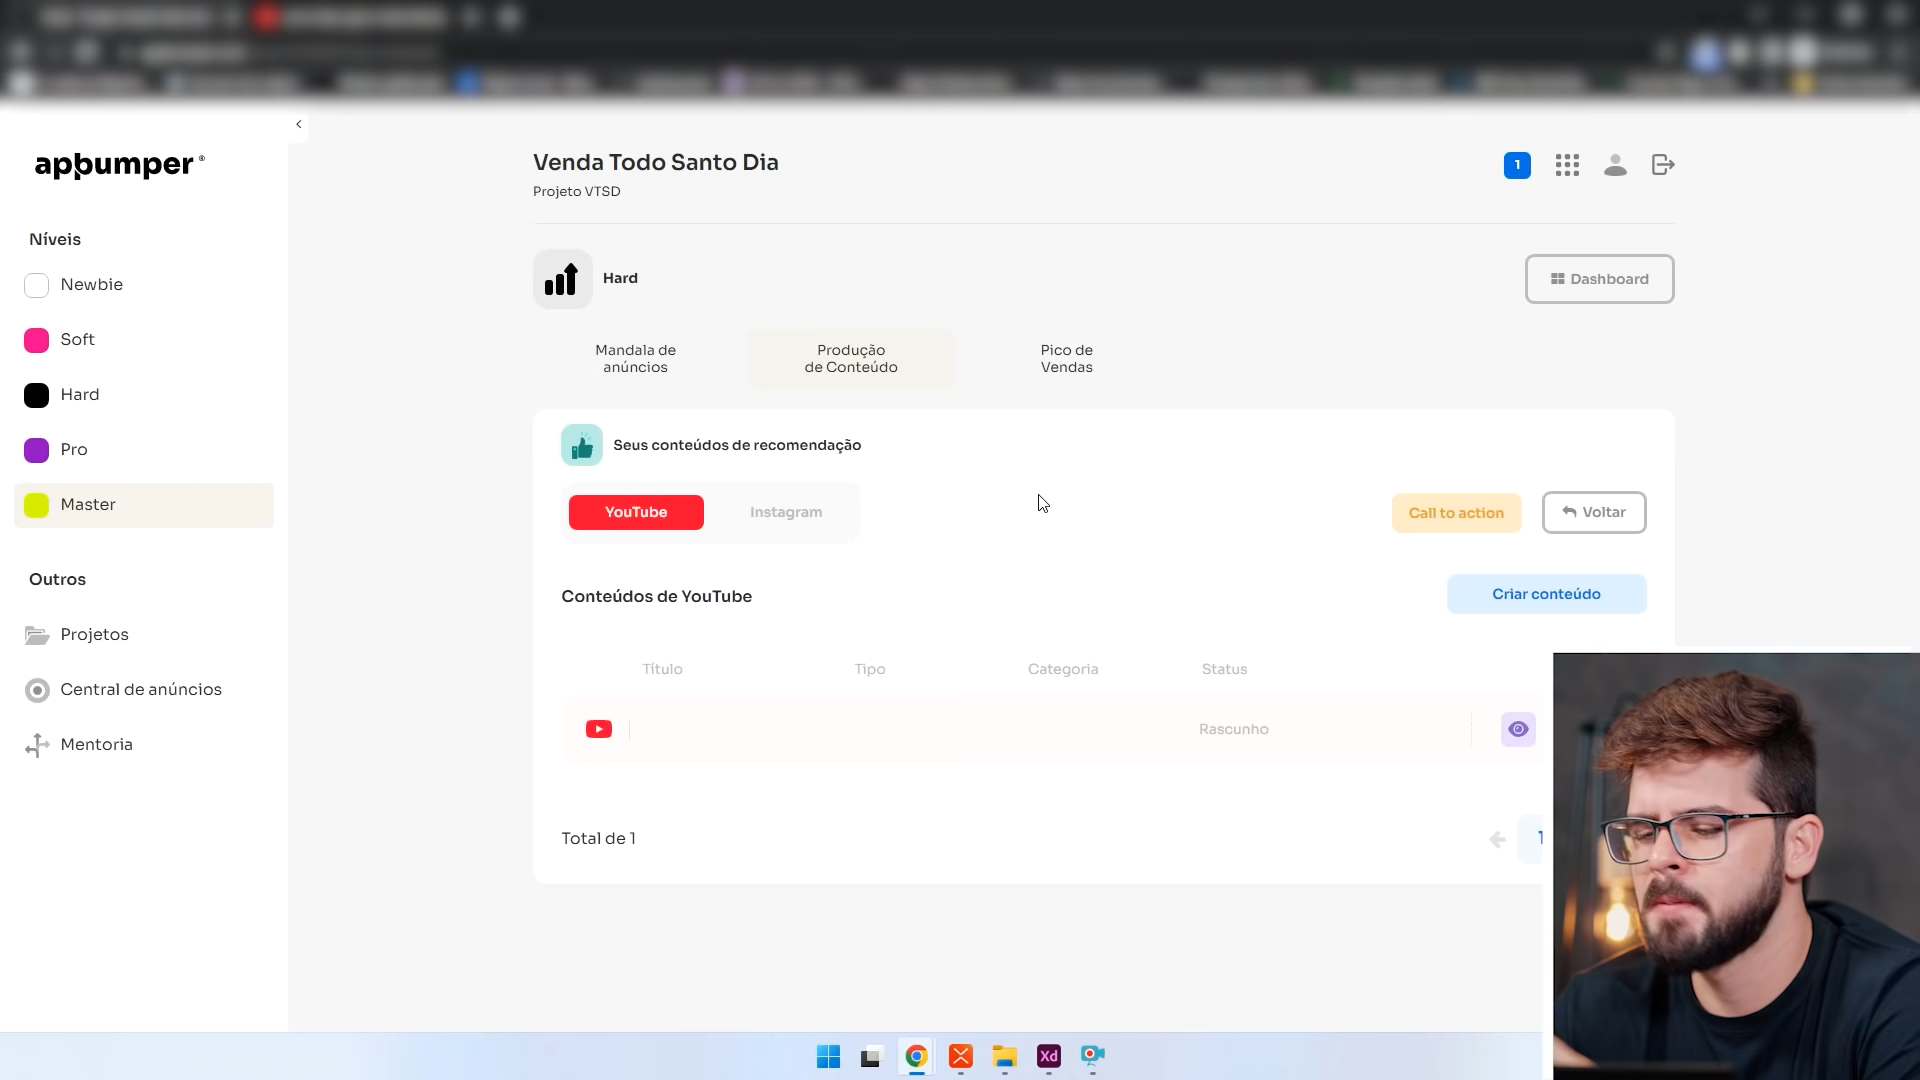 apbumper®
Níveis
Newbie
Soft
Hard
Pro
Master
Outros
Projetos
Central de anúncios
Mentoria
Venda Todo Santo Dia
Projeto VTSD
1
Hard
Dashboard
Mandala de
anúncios
Produção
de Conteúdo
Pico de
Vendas
Seus conteúdos de recomendação
YouTube
Instagram
Call to action
Voltar
Conteúdos de YouTube
Criar conteúdo
Título
Tipo
Categoria
Status
Rascunho
Total de 1
1
Xd